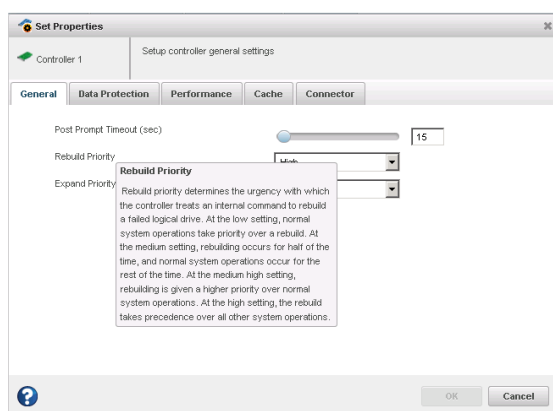 Set Properties
Controller 1
Setup controller general settings
General
Data Protection
Performance
Cache
Connector
Post Prompt Timeout (sec)
15
Rebuild Priority
High
Expand Priority
Rebuild Priority
Rebuild priority determines the urgency with which
the controller treats an internal command to rebuild
a failed logical drive. At the low setting, normal
system operations take priority over a rebuild. At
the medium setting, rebuilding occurs for half of the
time, and normal system operations occur for the
rest of the time. At the medium high setting,
rebuilding is given a higher priority over normal
system operations. At the high setting, the rebuild
takes precedence over all other system operations.
OK
Cancel